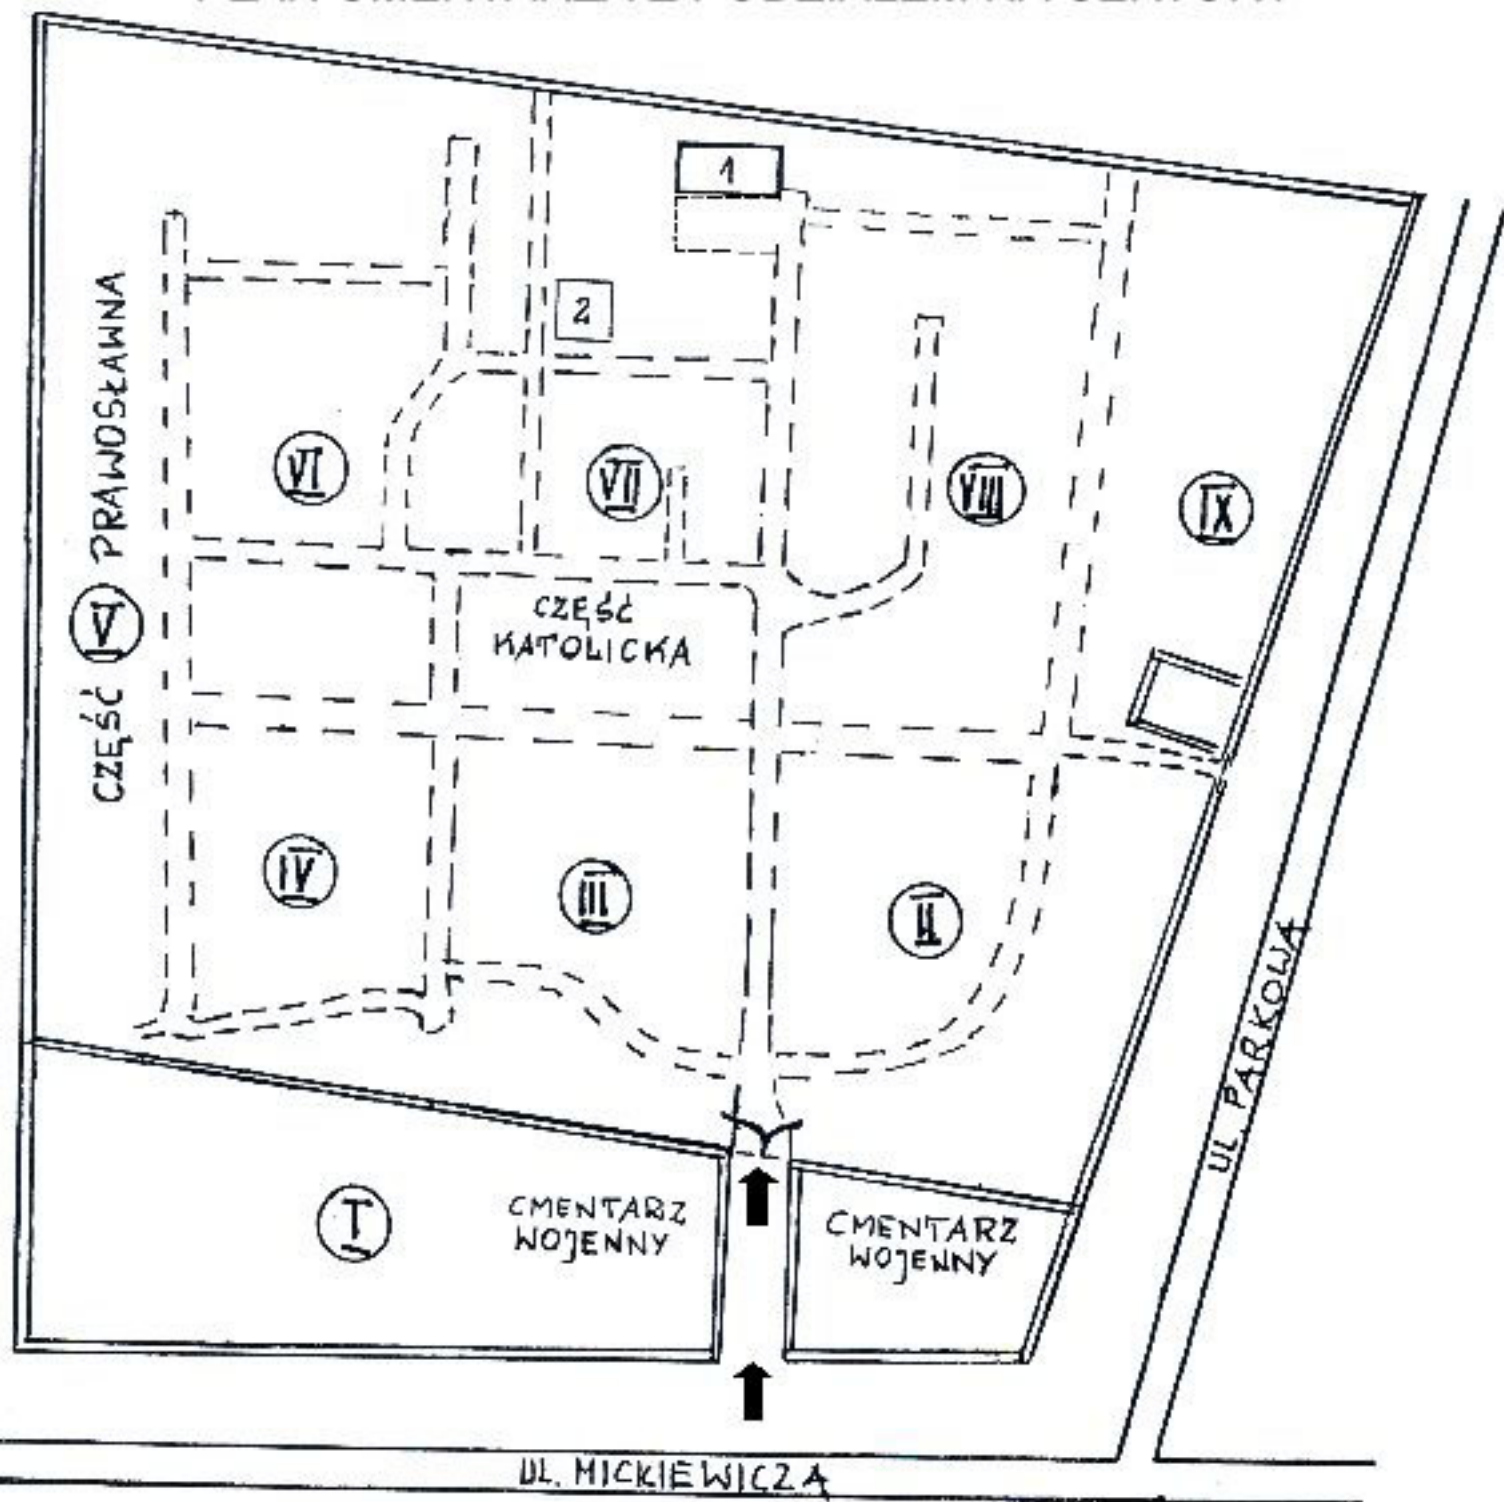 1
2
CZĘŚĆ V PRAWOSŁAWNA
VI
VII
VIII
IX
CZĘŚĆ
KATOLICKA
IV
III
II
UL. PARKOWA
I
CMENTARZ
WOJENNY
CMENTARZ
WOJENNY
UL. MICKIEWICZA